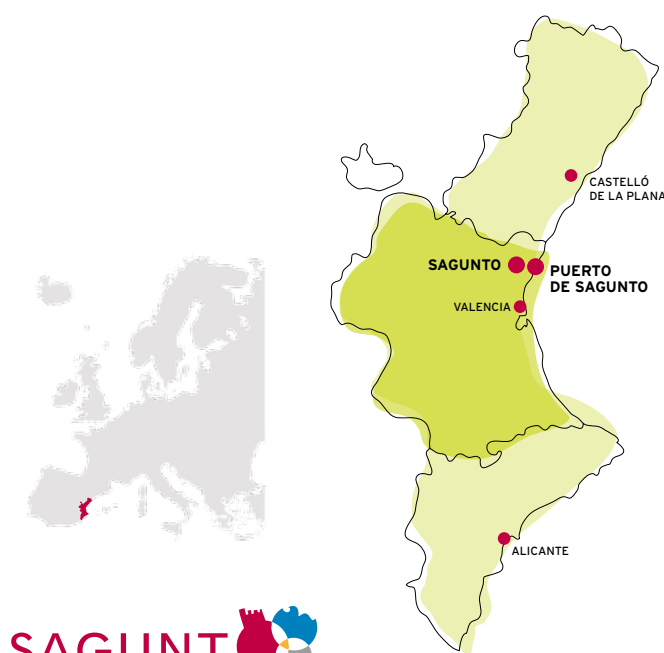 CASTELLÓ
DE LA PLANA
SAGUNTO
PUERTO
DE SAGUNTO
VALENCIA
ALICANTE
SAGUNT